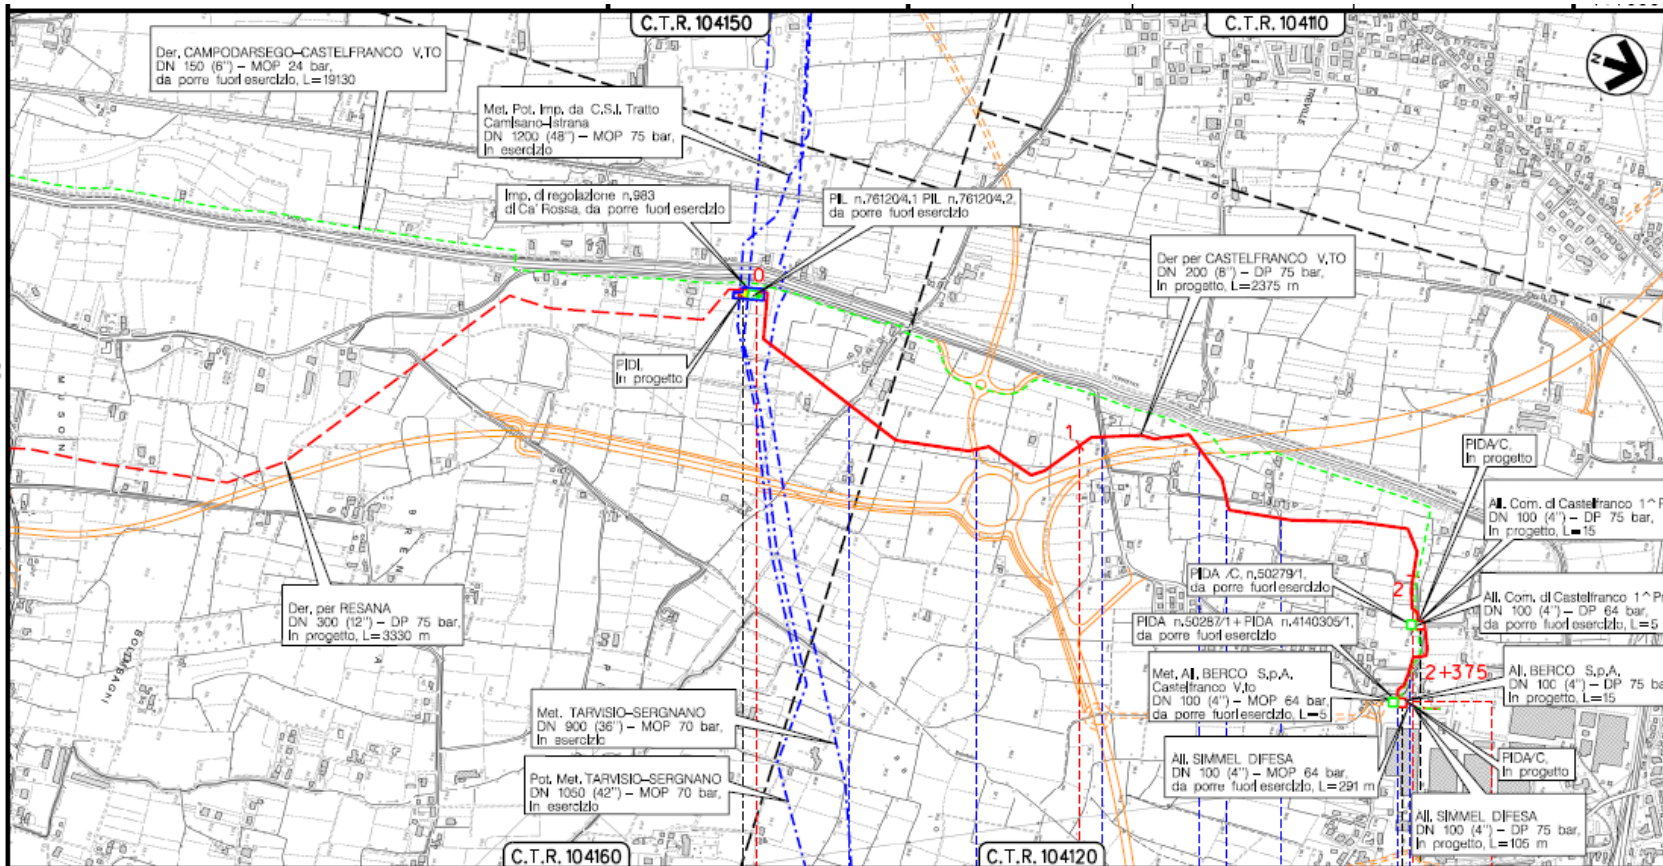 C.T.R. 104150
C.T.R. 104110
Der. CAMPODARSEGO-CASTELFRANCO V.TO
DN 150 (6") - MOP 24 bar,
da porre fuori esercizio, L=19130
N
TREVILLE
Met. Pot. Imp. da C.S.I. Tratto
Camisano-Istrana
DN 1200 (48") - MOP 75 bar,
In esercizio
Imp. di regolazione n.983
di Ca' Rossa, da porre fuori esercizio
PIL n.76120/4.1 PIL n.76120/4.2,
da porre fuori esercizio
Der per CASTELFRANCO V.TO
DN 200 (8") - DP 75 bar,
In progetto, L=2375 m
0
PIDI,
In progetto
MUSON
1
PIDA/C,
In progetto
All. Com. di Castelfranco 1^ P
DN 100 (4") - DP 75 bar,
In progetto, L=15
PIDA /C, n.50279/1,
da porre fuori esercizio
2
All. Com. di Castelfranco 1^ Pr
DN 100 (4") - DP 64 bar,
da porre fuori esercizio, L=5
Der. per RESANA
DN 300 (12") - DP 75 bar,
In progetto, L=3330 m
PIDA n.50287/1 + PIDA n.4140305/1,
da porre fuori esercizio
Met. All. BERCO S.p.A.
Castelfranco V.to
DN 100 (4") - MOP 64 bar,
da porre fuori esercizio, L=5
2+375
All. BERCO S.p.A.
DN 100 (4") - DP 75 ba
In progetto, L=15
Met. TARVISIO-SERGNANO
DN 900 (36") - MOP 70 bar,
In esercizio
All. SIMMEL DIFESA
DN 100 (4") - MOP 64 bar,
da porre fuori esercizio, L=291 m
PIDA/C,
In progetto
Pot. Met. TARVISIO-SERGNANO
DN 1050 (42") - MOP 70 bar,
In esercizio
All. SIMMEL DIFESA
DN 100 (4") - DP 75 bar,
In progetto, L=105 m
C.T.R. 104160
C.T.R. 104120